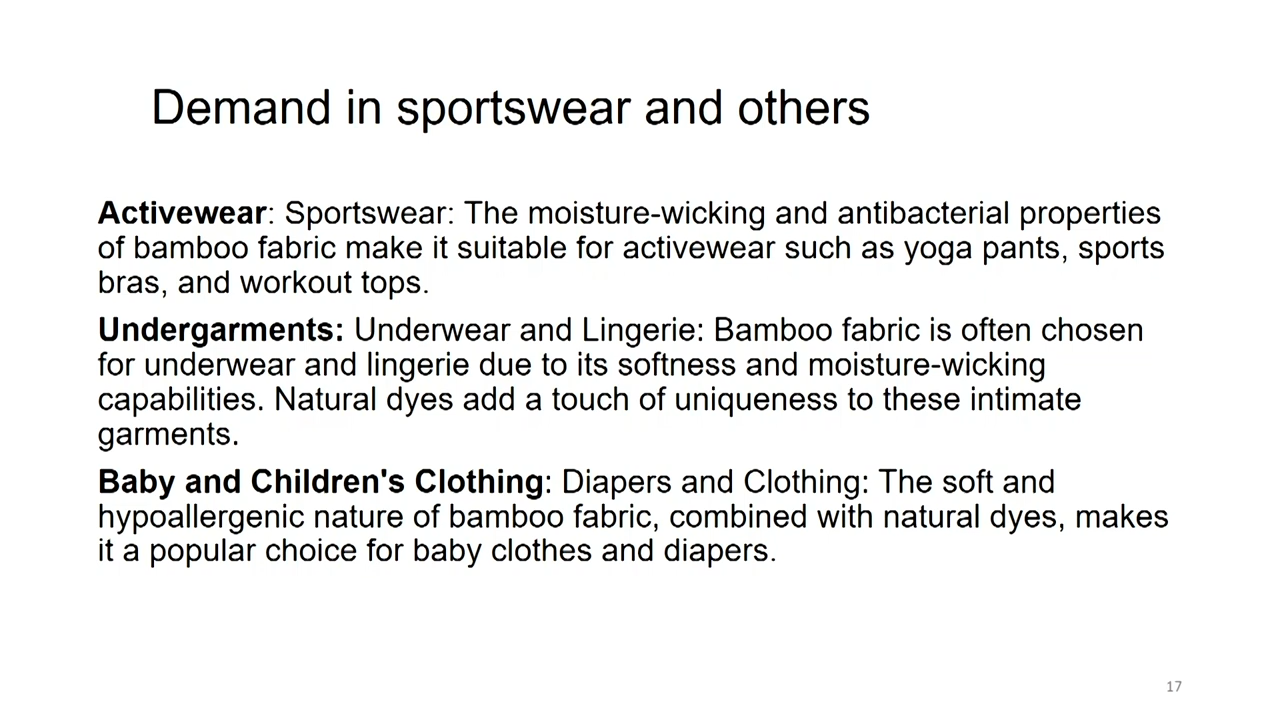 Demand in sportswear and others
Activewear: Sportswear: The moisture-wicking and antibacterial properties
of bamboo fabric make it suitable for activewear such as yoga pants, sports
bras, and workout tops.
Undergarments: Underwear and Lingerie: Bamboo fabric is often chosen
for underwear and lingerie due to its softness and moisture-wicking
capabilities. Natural dyes add a touch of uniqueness to these intimate
garments.
Baby and Children's Clothing: Diapers and Clothing: The soft and
hypoallergenic nature of bamboo fabric, combined with natural dyes, makes
it a popular choice for baby clothes and diapers.
17